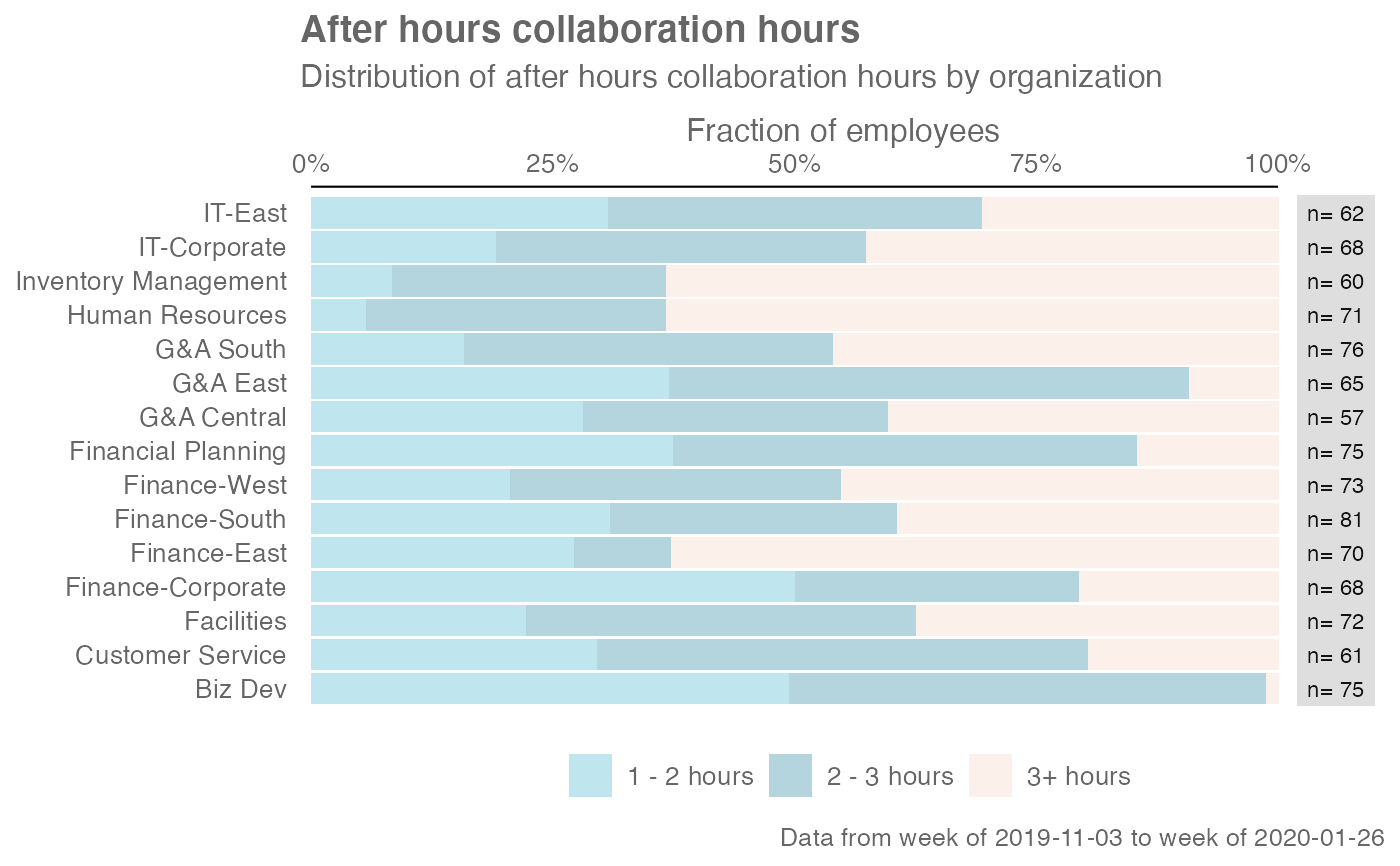 After hours collaboration hours
Distribution of after hours collaboration hours by organization
Fraction of employees
0% 25% 50% 75% 100%
IT-East n= 62
IT-Corporate n= 68
Inventory Management n= 60
Human Resources n= 71
G&A South n= 76
G&A East n= 65
G&A Central n= 57
Financial Planning n= 75
Finance-West n= 73
Finance-South n= 81
Finance-East n= 70
Finance-Corporate n= 68
Facilities n= 72
Customer Service n= 61
Biz Dev n= 75
1 - 2 hours 2 - 3 hours 3+ hours
Data from week of 2019-11-03 to week of 2020-01-26